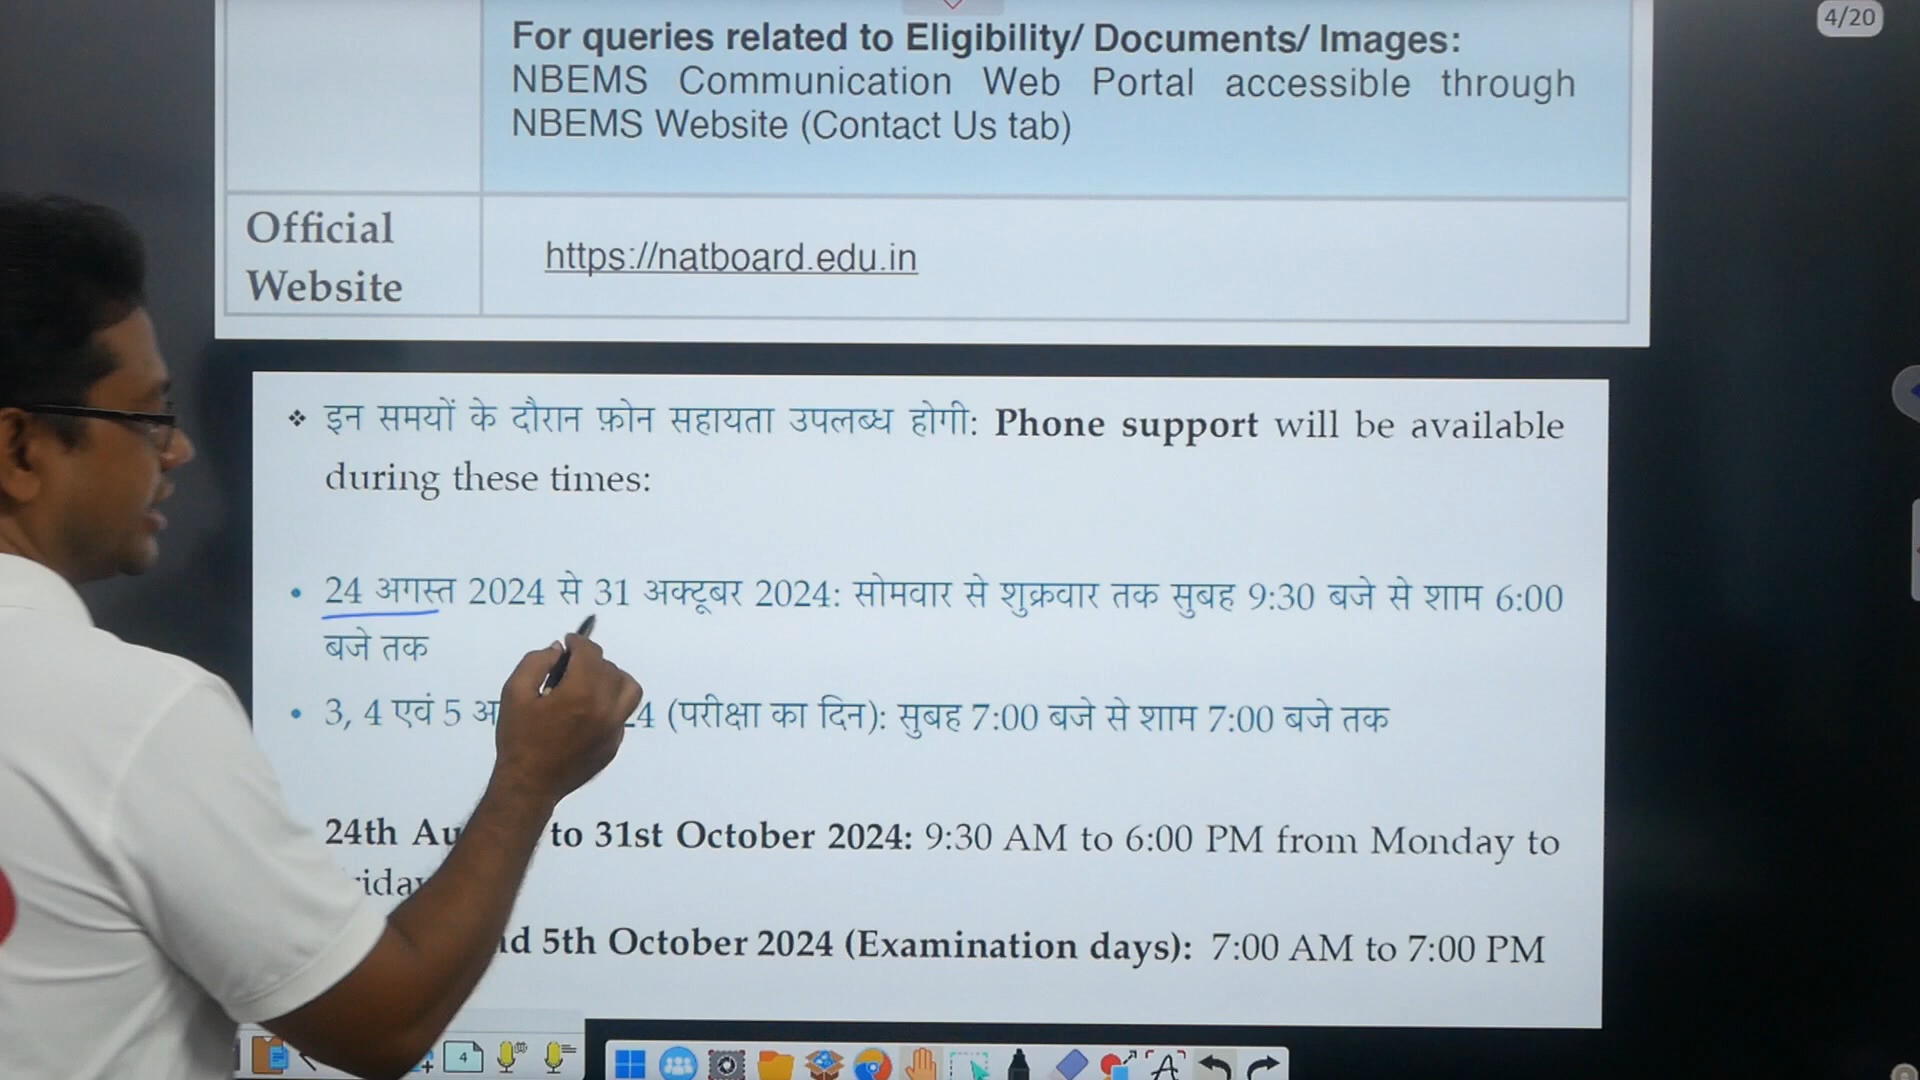 4/20
For queries related to Eligibility/ Documents/ Images:
NBEMS Communication Web Portal accessible through
NBEMS Website (Contact Us tab)
Official
Website
https://natboard.edu.in
❖ इन समयों के दौरान फ़ोन सहायता उपलब्ध होगी: Phone support will be available
during these times:
• 24 अगस्त 2024 से 31 अक्टूबर 2024: सोमवार से शुक्रवार तक सुबह 9:30 बजे से शाम 6:00
बजे तक
• 3, 4 एवं 5 4 (परीक्षा का दिन): सुबह 7:00 बजे से शाम 7:00 बजे तक
24th to 31st October 2024: 9:30 AM to 6:00 PM from Monday to
5th October 2024 (Examination days): 7:00 AM to 7:00 PM
4